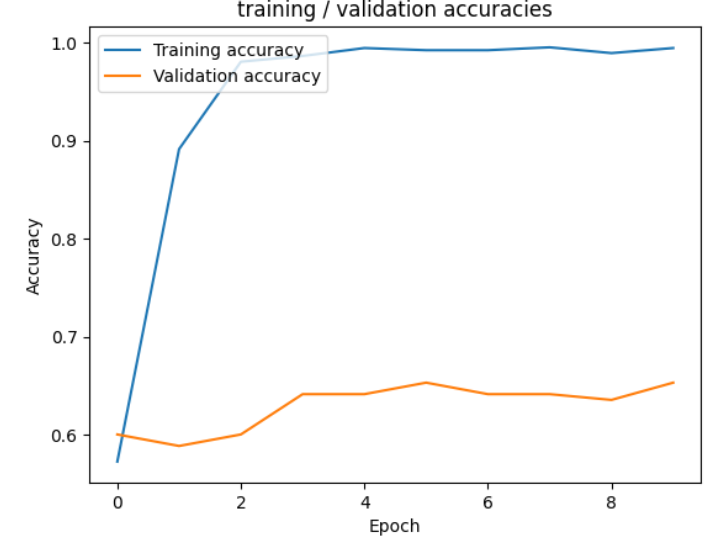 training / validation accuracies
1.0
Training accuracy
Validation accuracy
0.9
0.8
0.7
0.6
Accuracy
0 2 4 6 8
Epoch